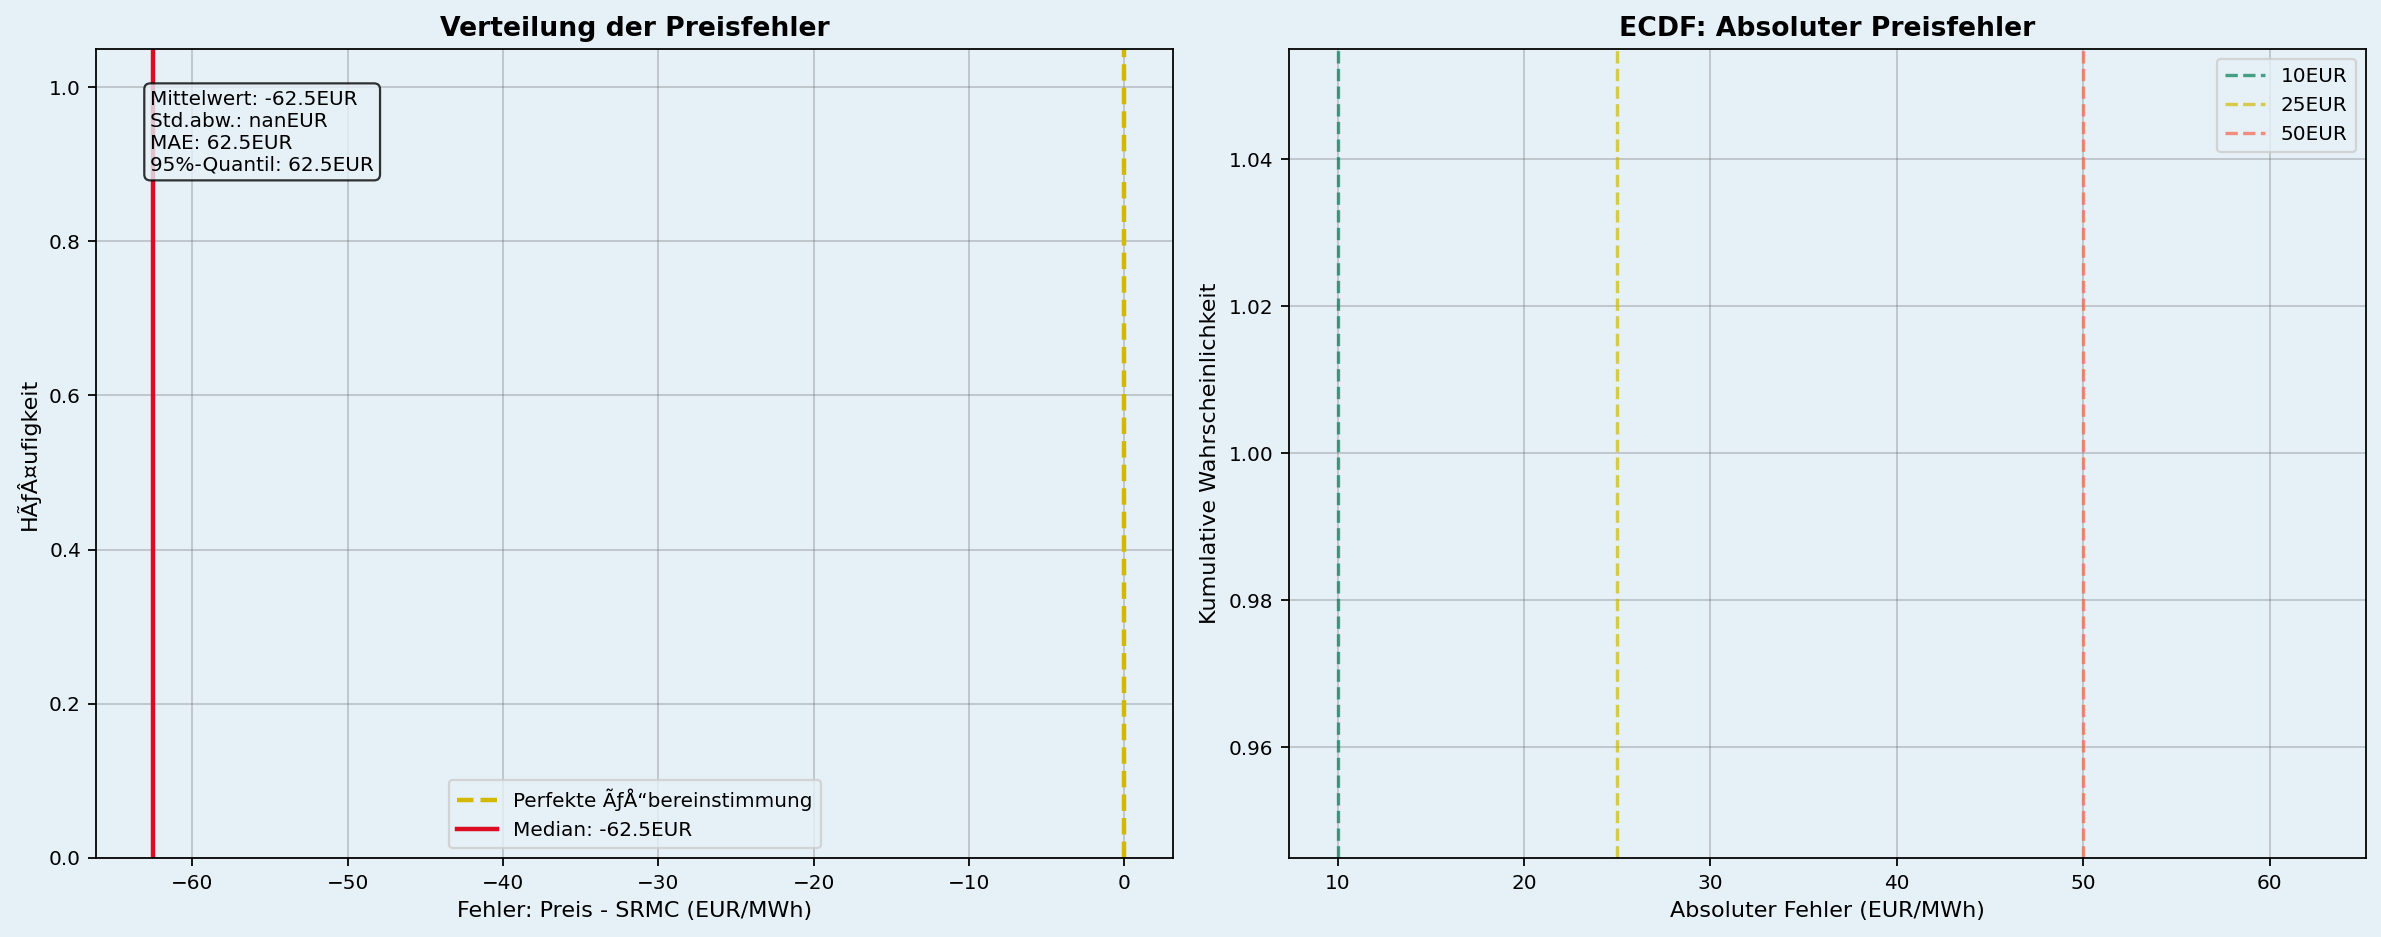 Verteilung der Preisfehler
1.0
0.8
0.6
0.4
0.2
0.0
HÃƒÂ¤ufigkeit
Mittelwert: -62.5EUR
Std.abw.: nanEUR
MAE: 62.5EUR
95%-Quantil: 62.5EUR
Perfekte ÃƒÅ“bereinstimmung
Median: -62.5EUR
−60 −50 −40 −30 −20 −10 0
Fehler: Preis - SRMC (EUR/MWh)
ECDF: Absoluter Preisfehler
1.04
1.02
1.00
0.98
0.96
Kumulative Wahrscheinlichkeit
10EUR
25EUR
50EUR
10 20 30 40 50 60
Absoluter Fehler (EUR/MWh)